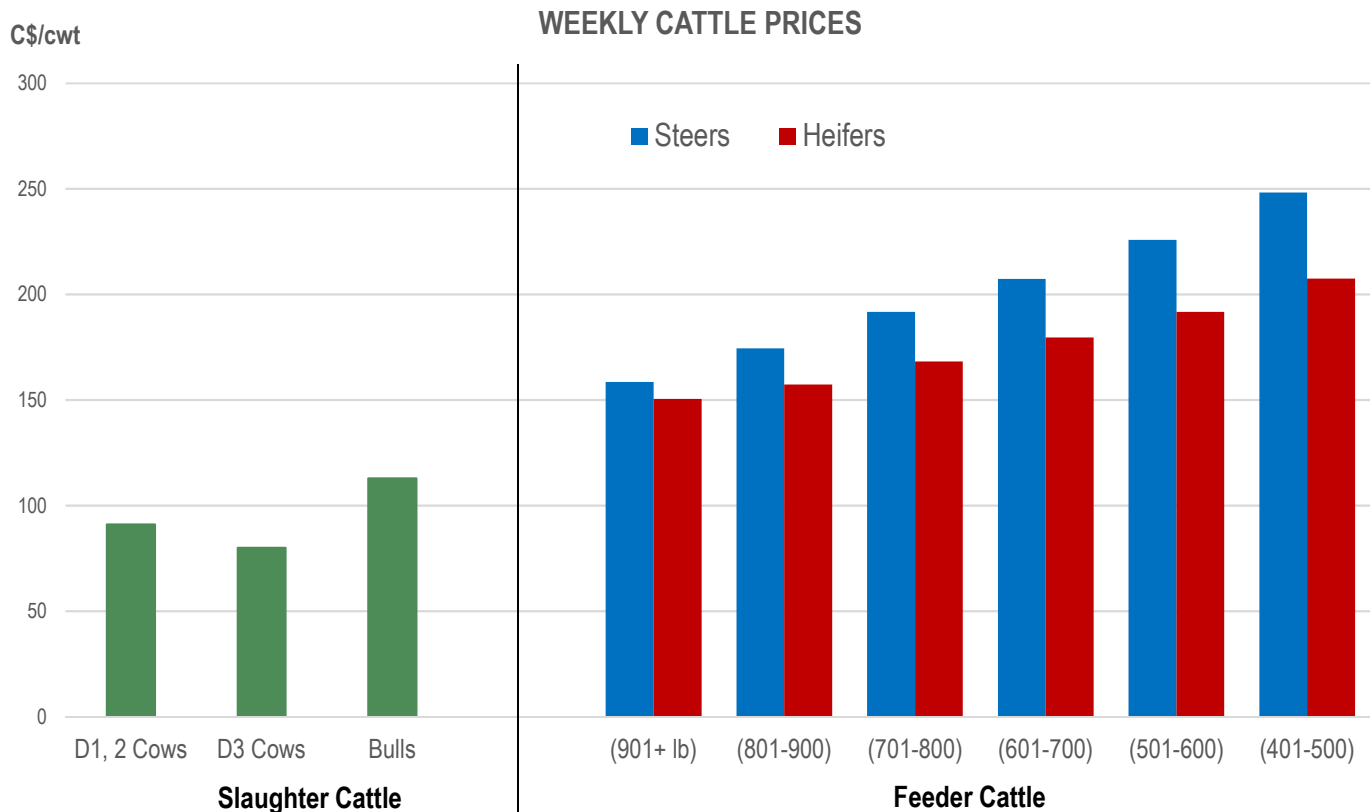 WEEKLY CATTLE PRICES
C$/cwt
300
250
200
150
100
50
0
Steers Heifers
D1, 2 Cows D3 Cows Bulls (901+ lb) (801-900) (701-800) (601-700) (501-600) (401-500)
Slaughter Cattle Feeder Cattle